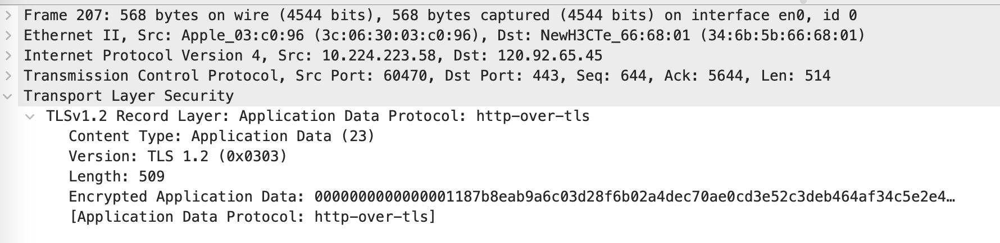 Frame 207: 568 bytes on wire (4544 bits), 568 bytes captured (4544 bits) on interface en0, id 0
Ethernet II, Src: Apple_03:c0:96 (3c:06:30:03:c0:96), Dst: NewH3CTe_66:68:01 (34:6b:5b:66:68:01)
Internet Protocol Version 4, Src: 10.224.223.58, Dst: 120.92.65.45
Transmission Control Protocol, Src Port: 60470, Dst Port: 443, Seq: 644, Ack: 5644, Len: 514
Transport Layer Security
TLSv1.2 Record Layer: Application Data Protocol: http-over-tls
Content Type: Application Data (23)
Version: TLS 1.2 (0x0303)
Length: 509
Encrypted Application Data: 0000000000000001187b8eab9a6c03d28f6b02a4dec70ae0cd3e52c3deb464af34c5e2e4…
[Application Data Protocol: http-over-tls]